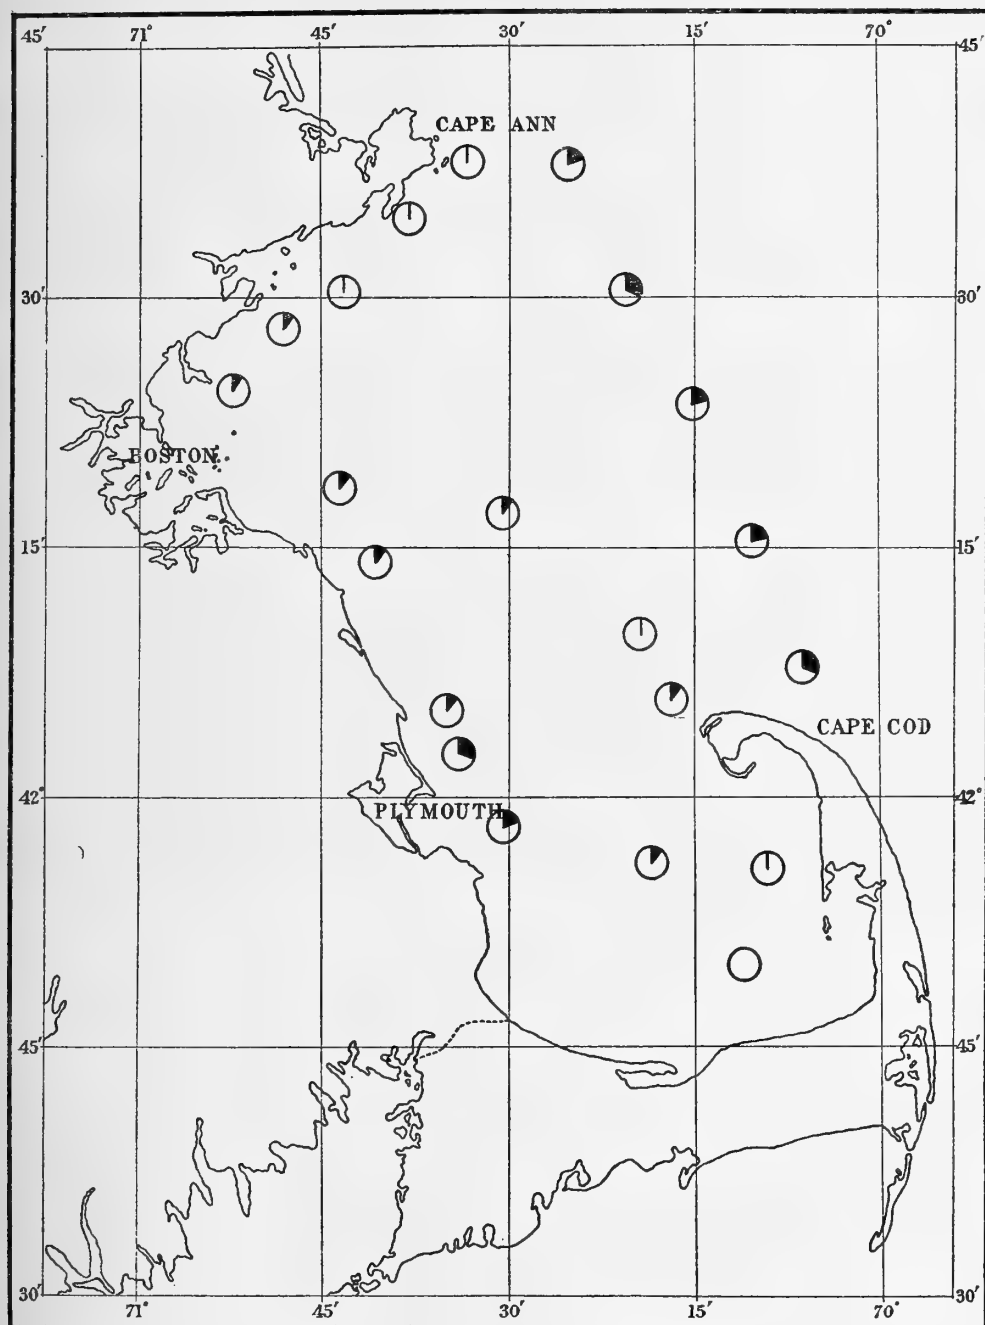 45′ 71° 45′ 30′ 15′ 70° 45′
CAPE ANN
30′ 30′
BOSTON
15′ 15′
CAPE COD
42° 42°
PLYMOUTH
45′ 45′
30′ 30′
71° 45′ 30′ 15′ 70°